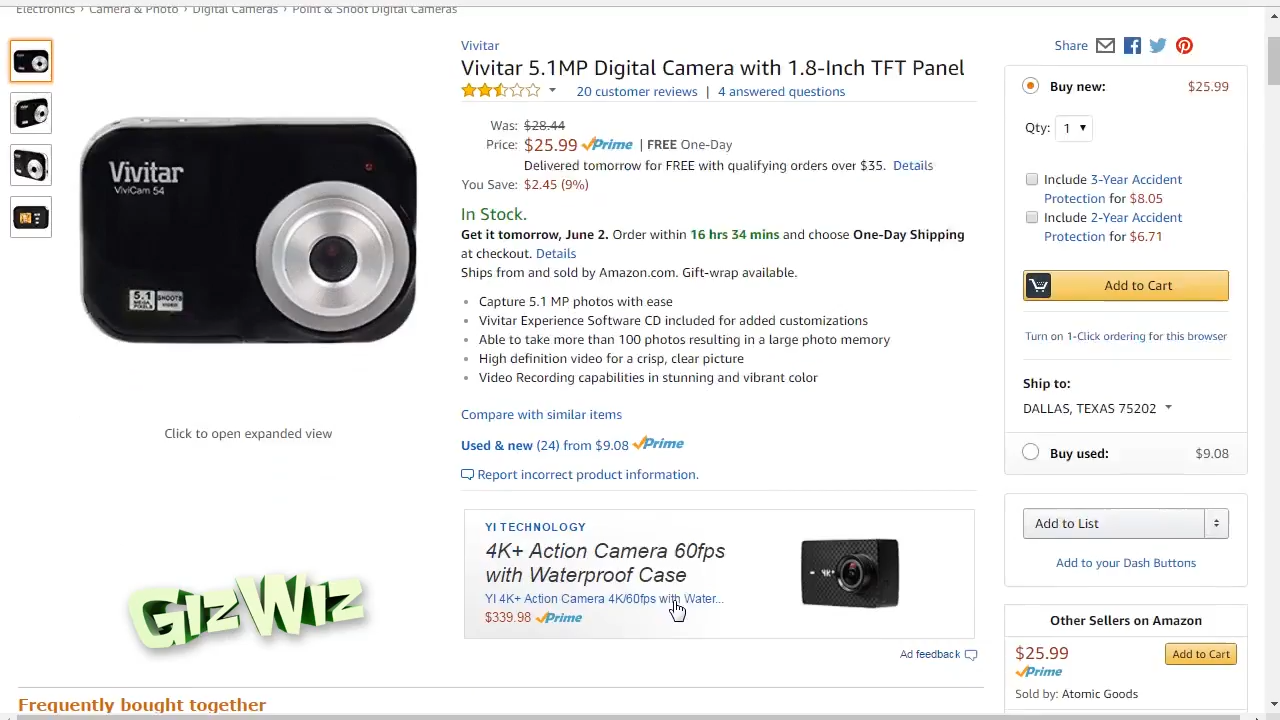 Electronics › Camera & Photo › Digital Cameras › Point & Shoot Digital Cameras
Vivitar
Vivitar 5.1MP Digital Camera with 1.8-Inch TFT Panel
20 customer reviews | 4 answered questions
Was: $28.44
Price: $25.99 Prime | FREE One-Day
Delivered tomorrow for FREE with qualifying orders over $35. Details
You Save: $2.45 (9%)
In Stock.
Get it tomorrow, June 2. Order within 16 hrs 34 mins and choose One-Day Shipping
at checkout. Details
Ships from and sold by Amazon.com. Gift-wrap available.
• Capture 5.1 MP photos with ease
• Vivitar Experience Software CD included for added customizations
• Able to take more than 100 photos resulting in a large photo memory
• High definition video for a crisp, clear picture
• Video Recording capabilities in stunning and vibrant color
Compare with similar items
Used & new (24) from $9.08 Prime
Report incorrect product information.
YI TECHNOLOGY
4K+ Action Camera 60fps
with Waterproof Case
YI 4K+ Action Camera 4K/60fps with Water...
$339.98 Prime
4K+
Ad feedback
Vivitar
ViviCam 54
5.1
MEGA
PIXELS
SHOOTS
VIDEO
Click to open expanded view
GIZWIZ
Frequently bought together
Share
Buy new: $25.99
Qty: 1
Include 3-Year Accident
Protection for $8.05
Include 2-Year Accident
Protection for $6.71
Add to Cart
Turn on 1-Click ordering for this browser
Ship to:
DALLAS, TEXAS 75202
Buy used: $9.08
Add to List
Add to your Dash Buttons
Other Sellers on Amazon
$25.99 Add to Cart
Prime
Sold by: Atomic Goods